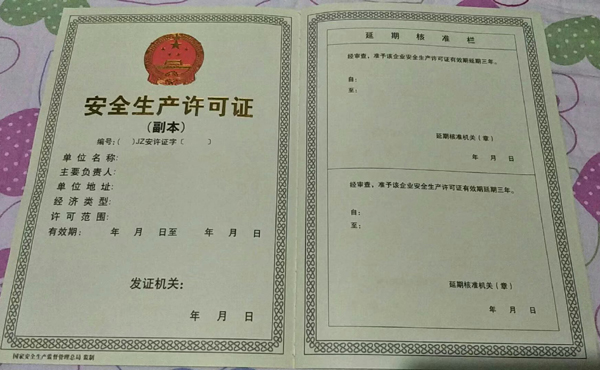 安全生产许可证
(副本)
编号:(  )JZ安许证字〔    〕
单位名称:
主要负责人:
单位地址:
经济类型:
许可范围:
有效期:  年 月 日至  年 月 日
发证机关:
年 月 日
国家安全生产监督管理总局 监制
延期核准栏
经审查，准予该企业安全生产许可证有效期延期三年。
自:
至:
延期核准机关(章)
年 月 日
经审查，准予该企业安全生产许可证有效期延期三年。
自:
至:
延期核准机关(章)
年 月 日